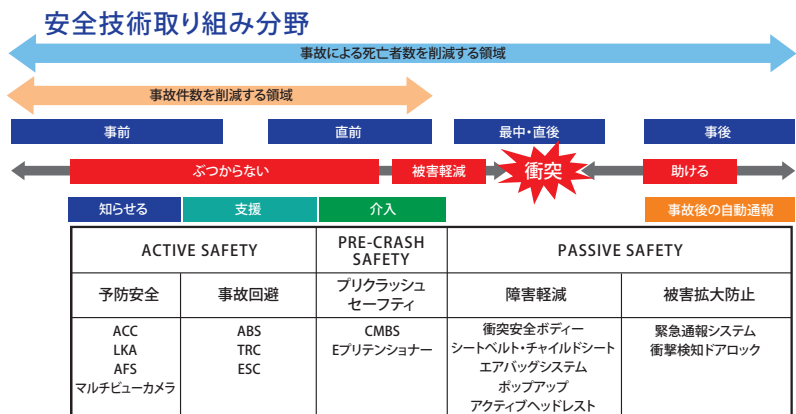 安全技術取り組み分野
事故による死亡者数を削減する領域
事故件数を削減する領域
事前 直前 最中・直後 事後
ぶつからない 被害軽減 衝突 助ける
知らせる 支援 介入 事故後の自動通報
ACTIVE SAFETY PRE-CRASH SAFETY PASSIVE SAFETY
予防安全 事故回避 プリクラッシュセーフティ 障害軽減 被害拡大防止
ACC
LKA
AFS
マルチビューカメラ
ABS
TRC
ESC
CMBS
Eプリテンショナー
衝突安全ボディー
シートベルト・チャイルドシート
エアバッグシステム
ポップアップ
アクティブヘッドレスト
緊急通報システム
衝撃検知ドアロック